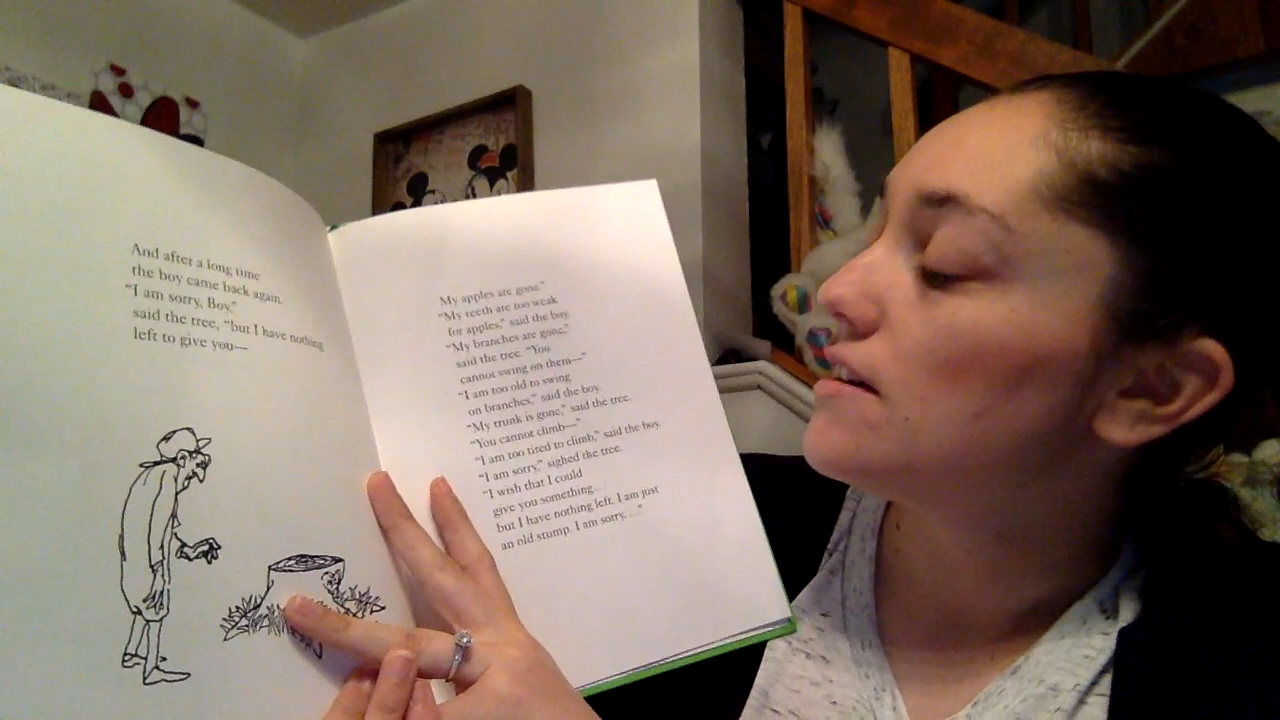 And after a long time
the boy came back again.
“I am sorry, Boy,”
said the tree, “but I have nothing
left to give you—
My apples are gone.”
“My teeth are too weak
for apples,” said the boy.
“My branches are gone,”
said the tree. “You
cannot swing on them—”
“I am too old to swing
on branches,” said the boy.
“My trunk is gone,” said the tree.
“You cannot climb—”
“I am too tired to climb,” said the boy.
“I am sorry,” sighed the tree.
“I wish that I could
give you something...
but I have nothing left. I am just
an old stump. I am sorry. ...”